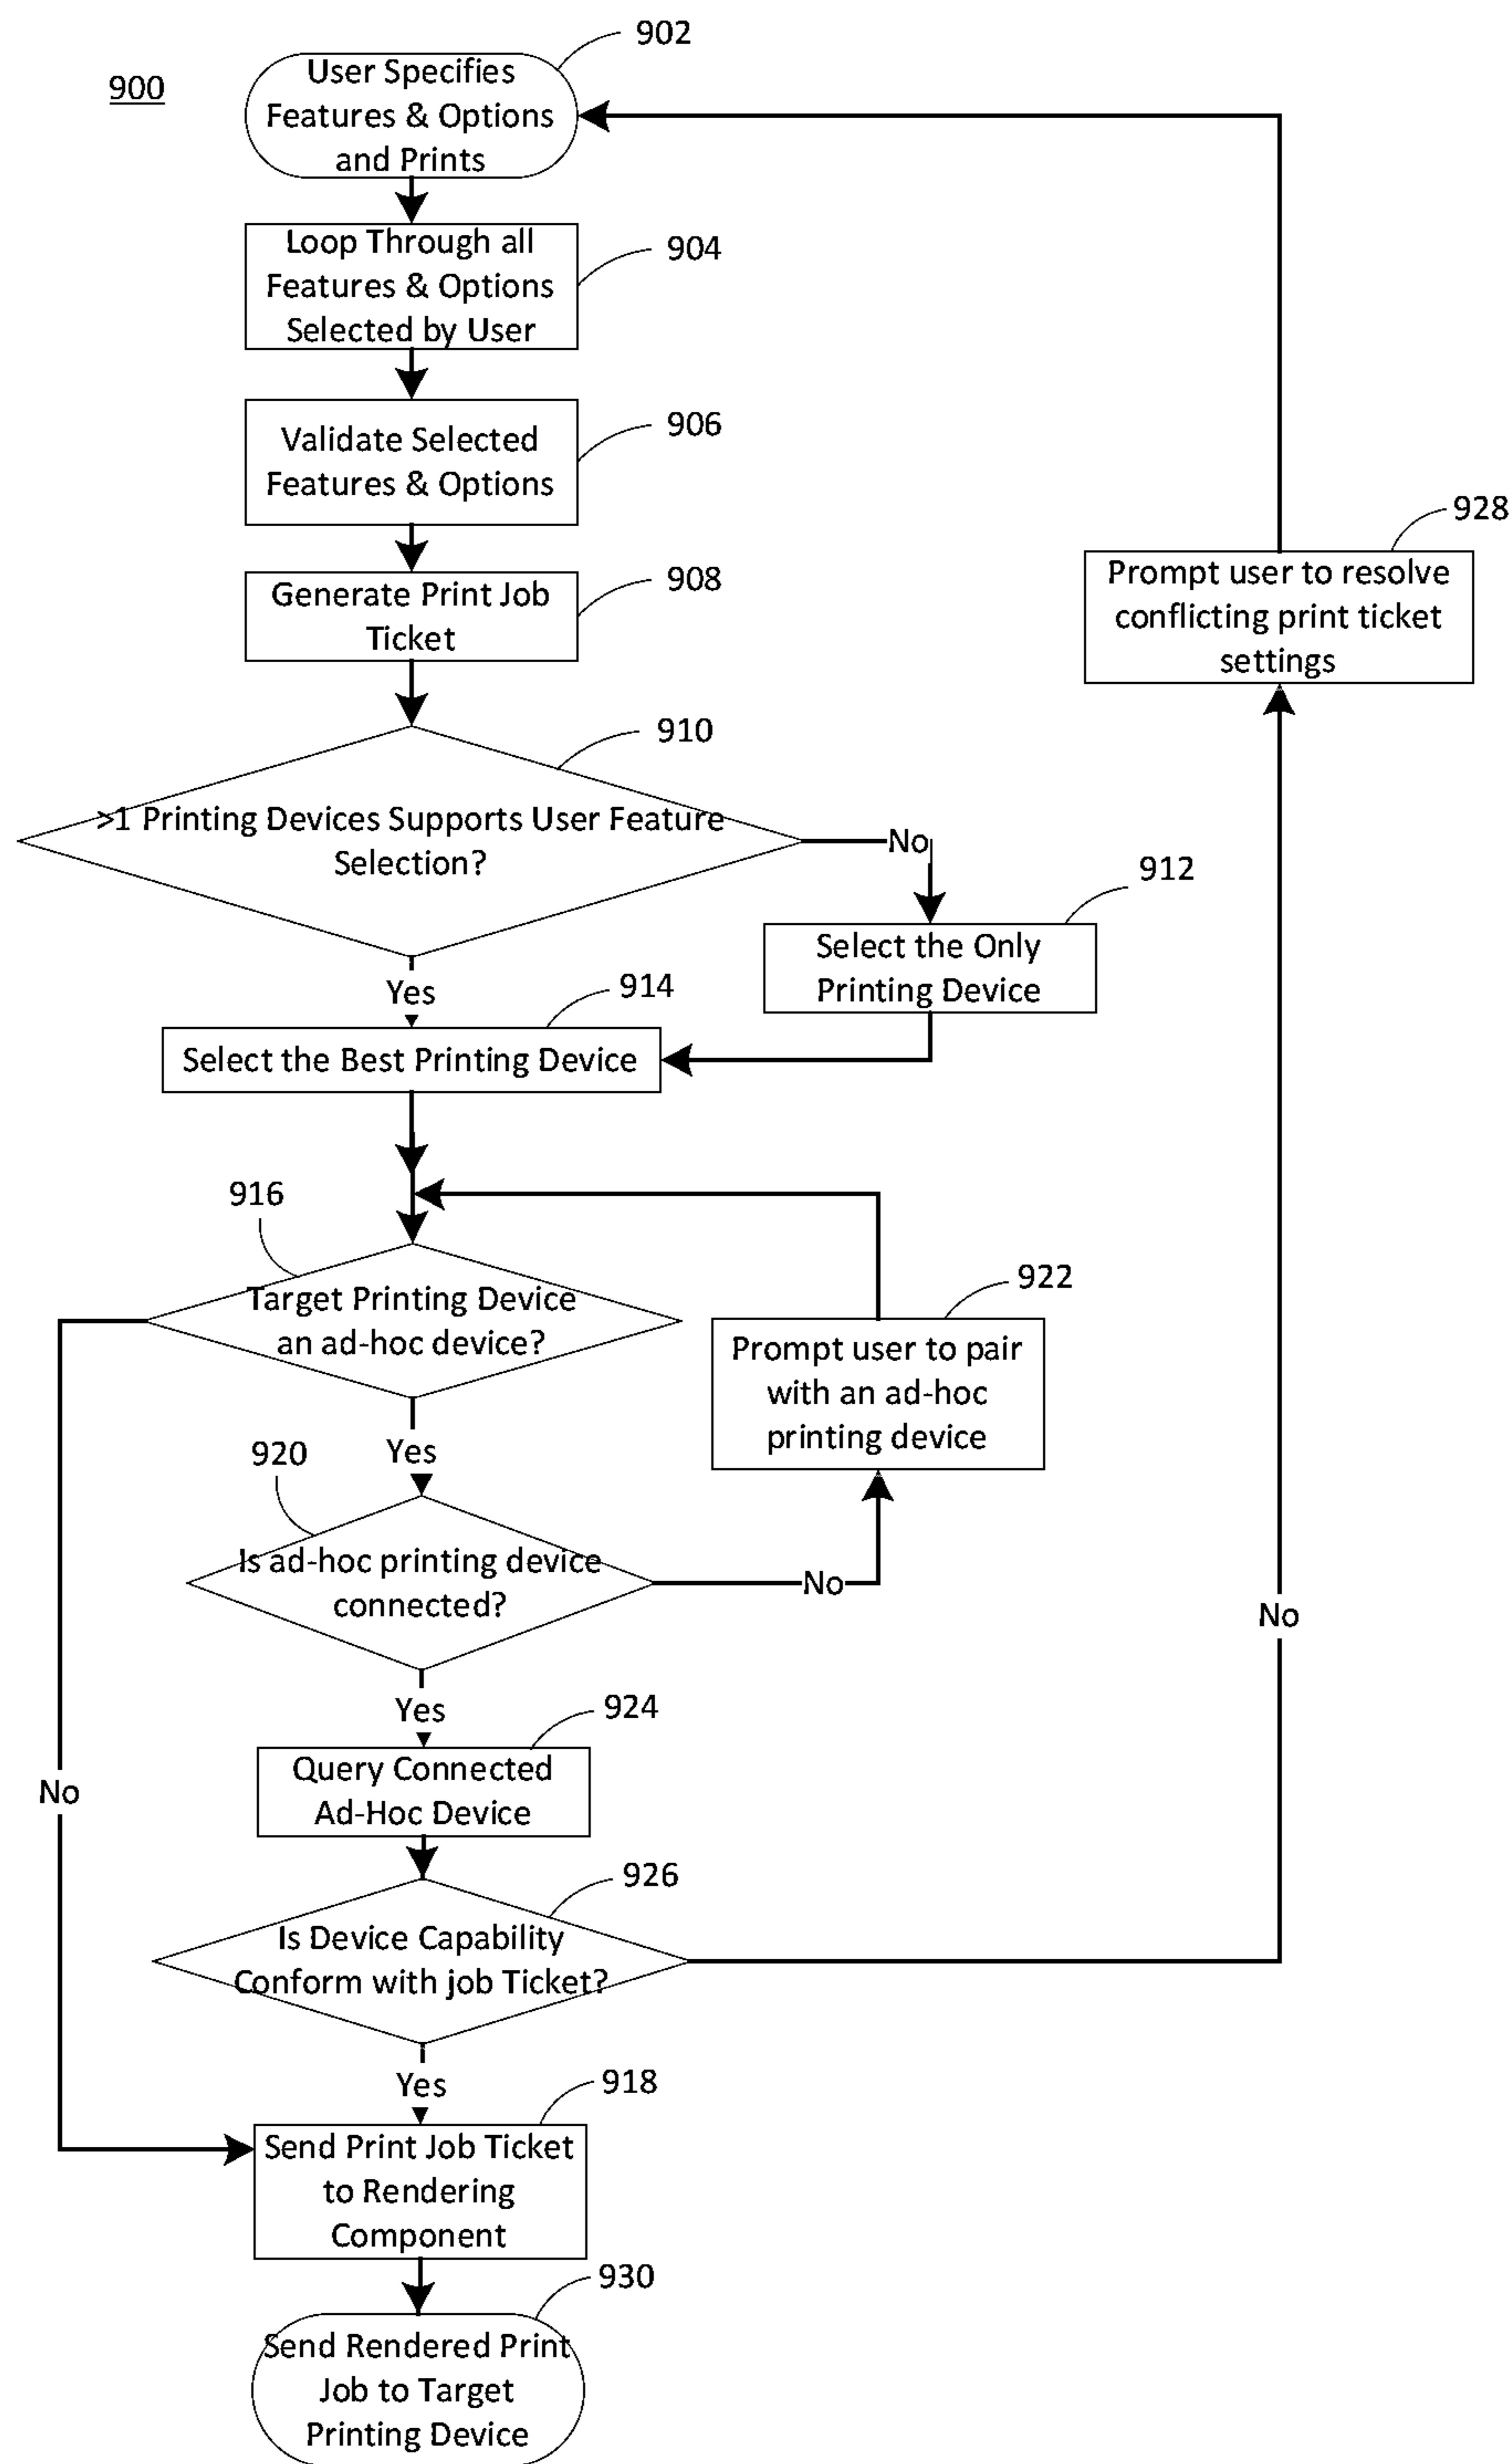 902
900
User Specifies
Features & Options
and Prints
904
Loop Through all
Features & Options
Selected by User
906
Validate Selected
Features & Options
928
Prompt user to resolve
conflicting print ticket
settings
908
Generate Print Job
Ticket
910
>1 Printing Devices Supports User Feature
Selection?
No
912
Select the Only
Printing Device
Yes
914
Select the Best Printing Device
916
Target Printing Device
an ad-hoc device?
922
Prompt user to pair
with an ad-hoc
printing device
Yes
920
Is ad-hoc printing device
connected?
No
No
Yes
924
Query Connected
Ad-Hoc Device
No
926
Is Device Capability
Conform with job Ticket?
Yes
918
Send Print Job Ticket
to Rendering
Component
930
Send Rendered Print
Job to Target
Printing Device